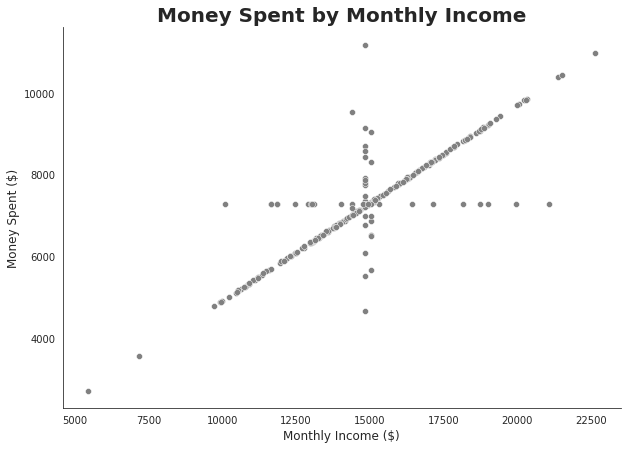 Money Spent by Monthly Income
Money Spent ($)
10000
8000
6000
4000
5000 7500 10000 12500 15000 17500 20000 22500
Monthly Income ($)